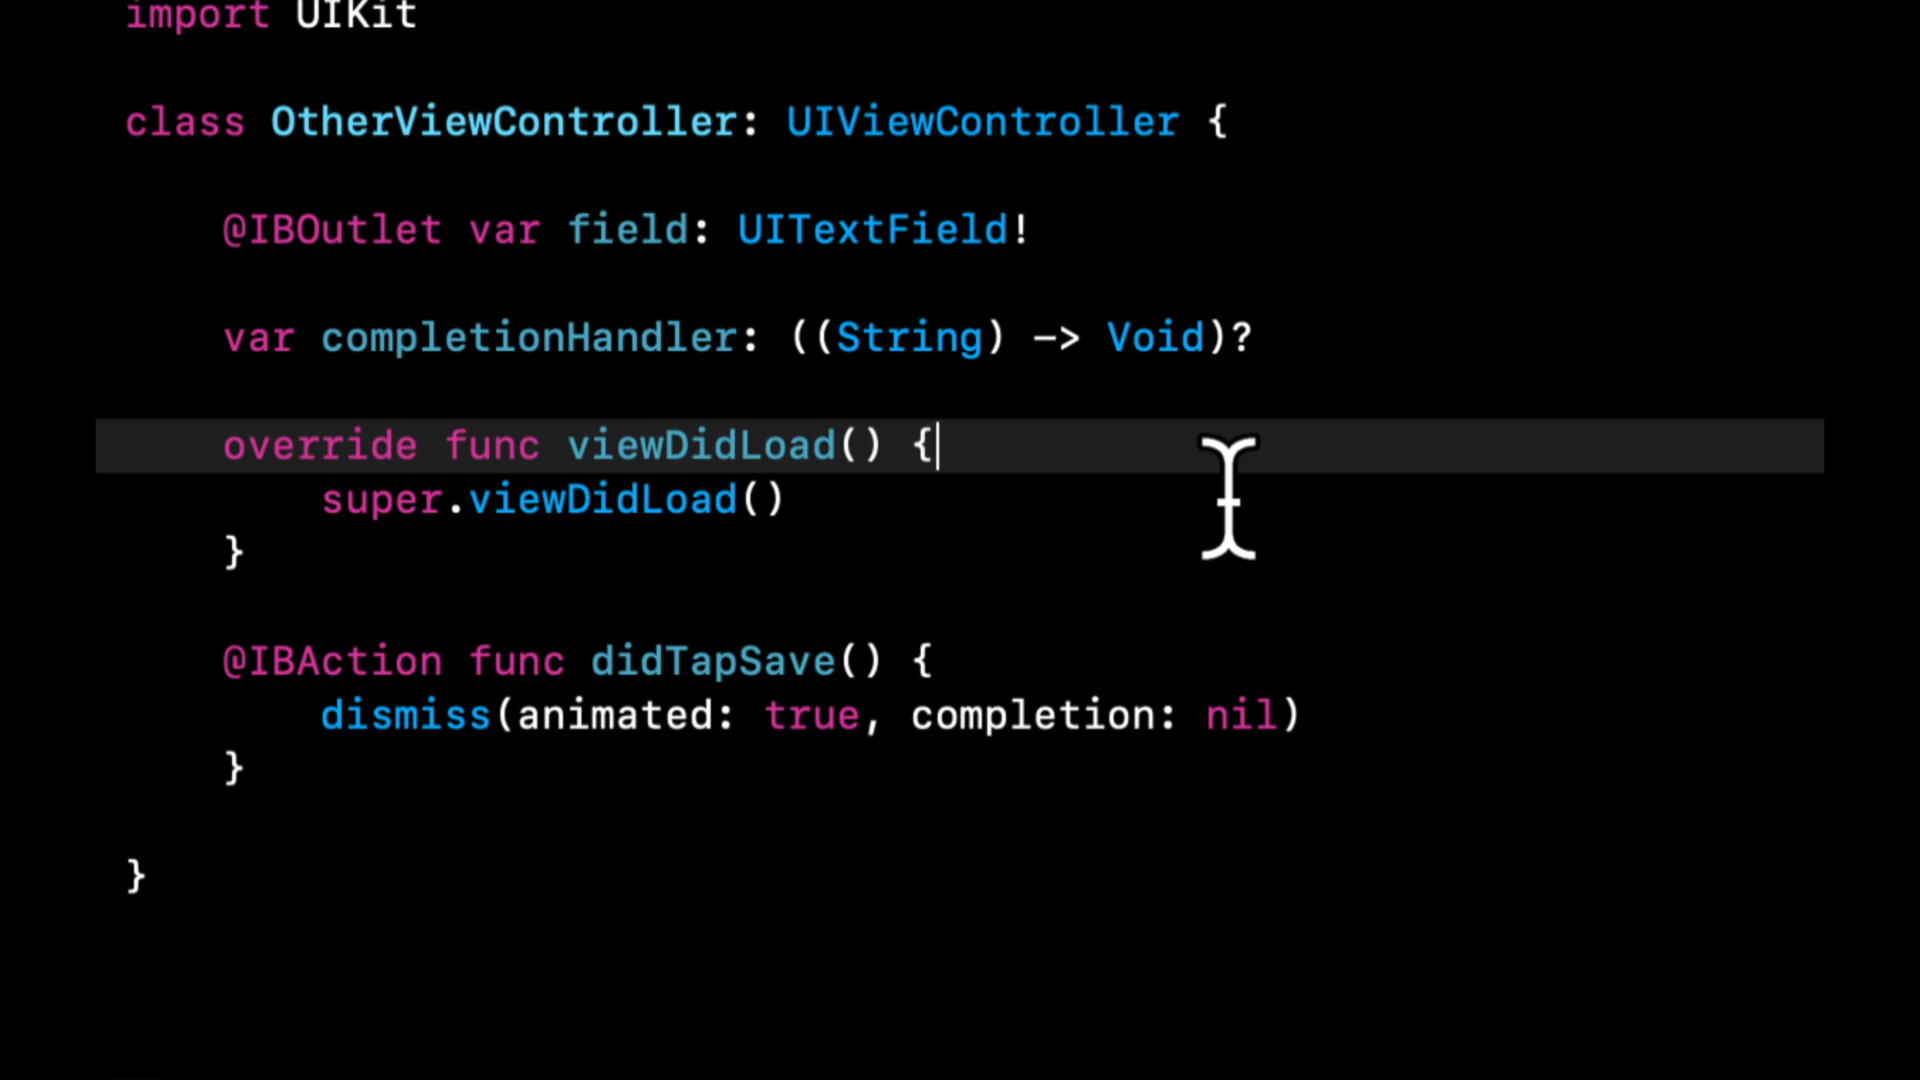 import UIKit
class OtherViewController: UIViewController {
@IBOutlet var field: UITextField!
var completionHandler: ((String) -> Void)?
override func viewDidLoad() {
super.viewDidLoad()
}
@IBAction func didTapSave() {
dismiss(animated: true, completion: nil)
}
}